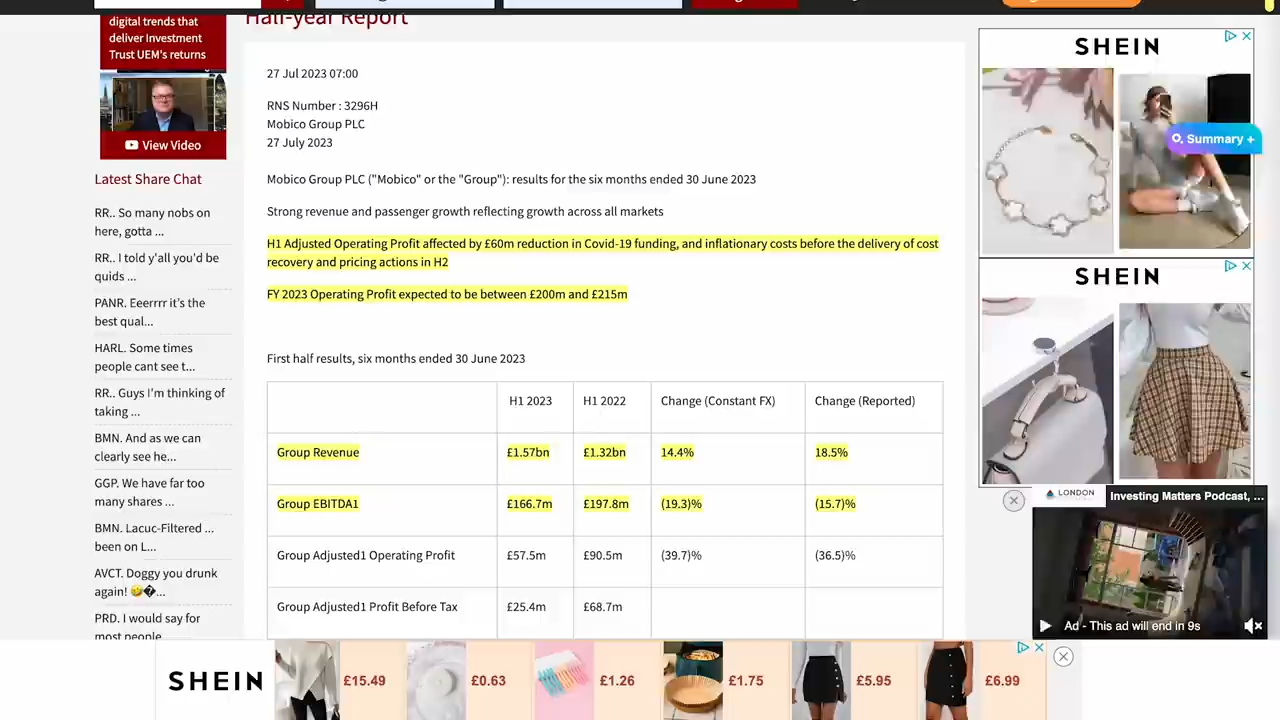 Half-year Report
digital trends that
deliver Investment
Trust UEM's returns
View Video
Latest Share Chat
RR.. So many nobs on
here, gotta ...
RR.. I told y'all you'd be
quids ...
PANR. Eeerrrr it's the
best qual...
HARL. Some times
people cant see t...
RR.. Guys I'm thinking of
taking ...
BMN. And as we can
clearly see he...
GGP. We have far too
many shares ...
BMN. Lacuc-Filtered ...
been on L...
AVCT. Doggy you drunk
again! 🤣�...
PRD. I would say for
most people
27 Jul 2023 07:00
RNS Number : 3296H
Mobico Group PLC
27 July 2023
Mobico Group PLC ("Mobico" or the "Group"): results for the six months ended 30 June 2023
Strong revenue and passenger growth reflecting growth across all markets
H1 Adjusted Operating Profit affected by £60m reduction in Covid-19 funding, and inflationary costs before the delivery of cost
recovery and pricing actions in H2
FY 2023 Operating Profit expected to be between £200m and £215m
First half results, six months ended 30 June 2023
H1 2023 H1 2022 Change (Constant FX) Change (Reported)
Group Revenue £1.57bn £1.32bn 14.4% 18.5%
Group EBITDA1 £166.7m £197.8m (19.3)% (15.7)%
Group Adjusted1 Operating Profit £57.5m £90.5m (39.7)% (36.5)%
Group Adjusted1 Profit Before Tax £25.4m £68.7m
SHEIN
Summary +
SHEIN
LONDON
Investing Matters Podcast, ...
Ad - This ad will end in 9s
SHEIN £15.49 £0.63 £1.26 £1.75 £5.95 £6.99